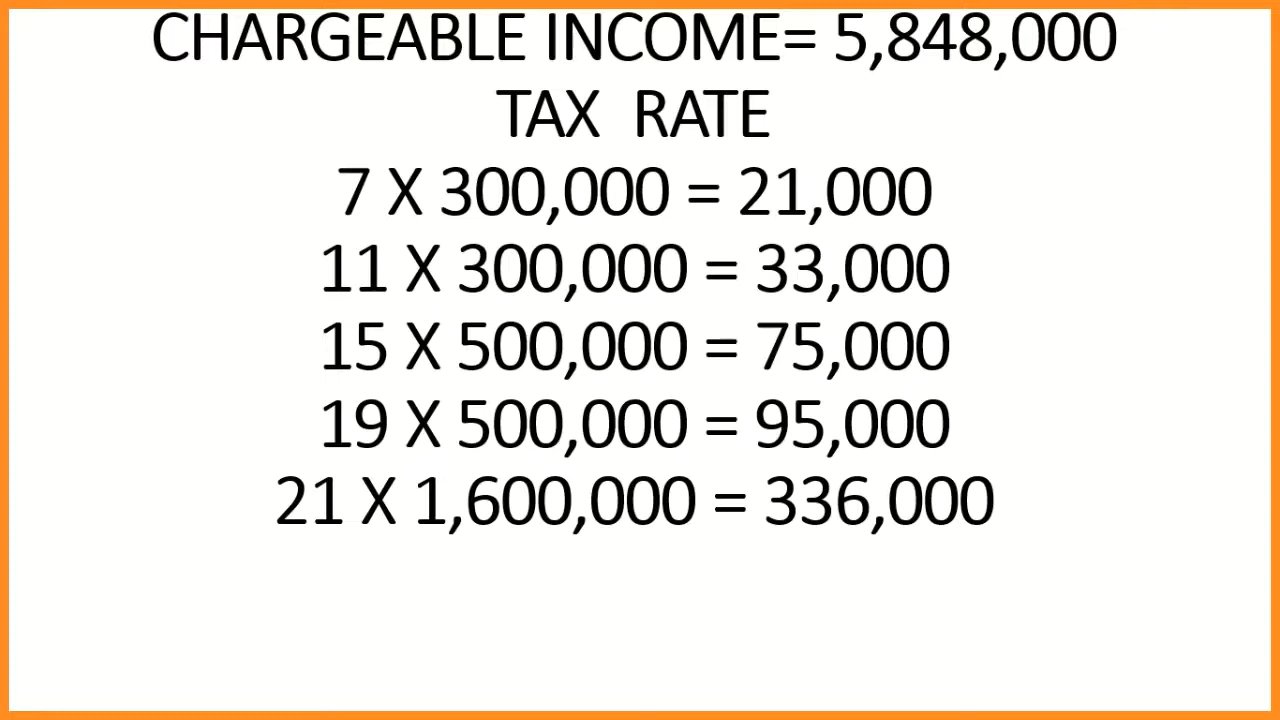 CHARGEABLE INCOME= 5,848,000
TAX RATE
7 X 300,000 = 21,000
11 X 300,000 = 33,000
15 X 500,000 = 75,000
19 X 500,000 = 95,000
21 X 1,600,000 = 336,000